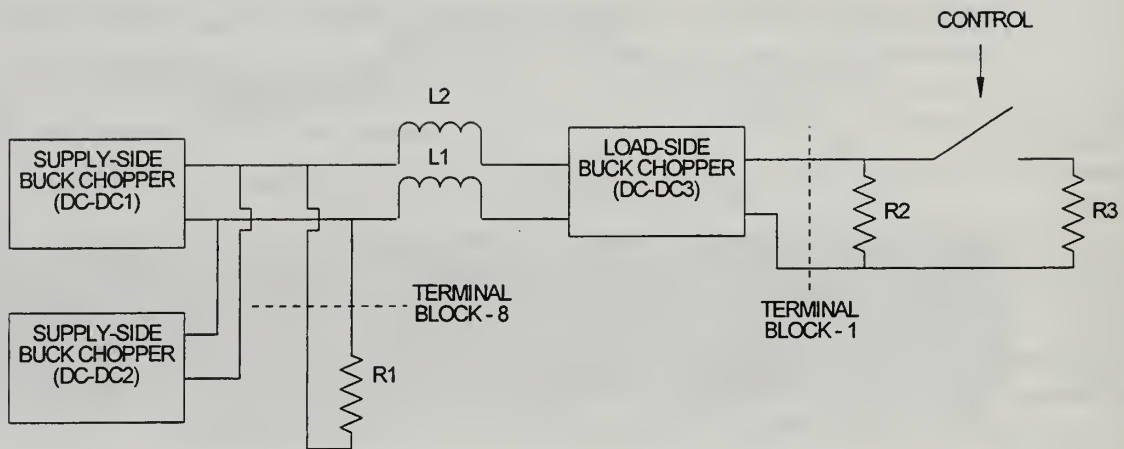 CONTROL
L2
L1
SUPPLY-SIDE
BUCK CHOPPER
(DC-DC1)
LOAD-SIDE
BUCK CHOPPER
(DC-DC3)
R2
R3
TERMINAL
BLOCK - 8
TERMINAL
BLOCK - 1
SUPPLY-SIDE
BUCK CHOPPER
(DC-DC2)
R1